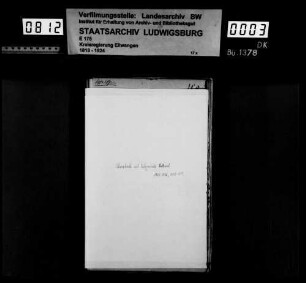 Verfilmungsstelle: Landesarchiv BW
Institut für Erhaltung von Archiv- und Bibliotheksgut
STAATSARCHIV LUDWIGSBURG
E 175
Kreisregierung Ellwangen
1818 - 1924
17 x
0812
0003
DK
Bü. 1378